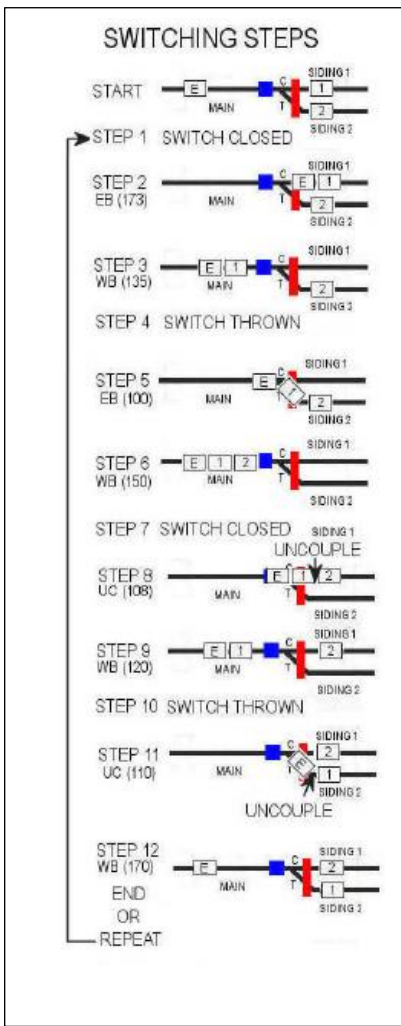 SWITCHING STEPS
START E MAIN C T SIDING 1 1 2 SIDING 2
STEP 1 SWITCH CLOSED
STEP 2 EB (173) MAIN C T E 1 SIDING 1 2 SIDING 2
STEP 3 WB (135) E 1 MAIN C T SIDING 1 2 SIDING 2
STEP 4 SWITCH THROWN
STEP 5 EB (100) MAIN E C 1 SIDING 1 2 SIDING 2
STEP 6 WB (150) E 1 2 MAIN C T SIDING 1 SIDING 2
STEP 7 SWITCH CLOSED SIDING 1
UNCOUPLE
STEP 8 UC (108) MAIN E 1 2 T SIDING 2
STEP 9 WB (120) E 1 MAIN C T SIDING 1 2 SIDING 2
STEP 10 SWITCH THROWN
STEP 11 UC (110) MAIN C T E SIDING 1 2 1 SIDING 2
UNCOUPLE
STEP 12 WB (170) E MAIN C T SIDING 1 2 1 SIDING 2
END
OR
REPEAT